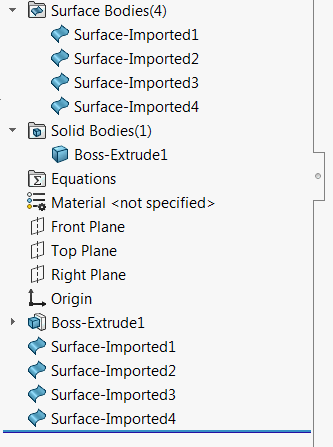 Surface Bodies(4)
Surface-Imported1
Surface-Imported2
Surface-Imported3
Surface-Imported4
Solid Bodies(1)
Boss-Extrude1
Equations
Material <not specified>
Front Plane
Top Plane
Right Plane
Origin
Boss-Extrude1
Surface-Imported1
Surface-Imported2
Surface-Imported3
Surface-Imported4